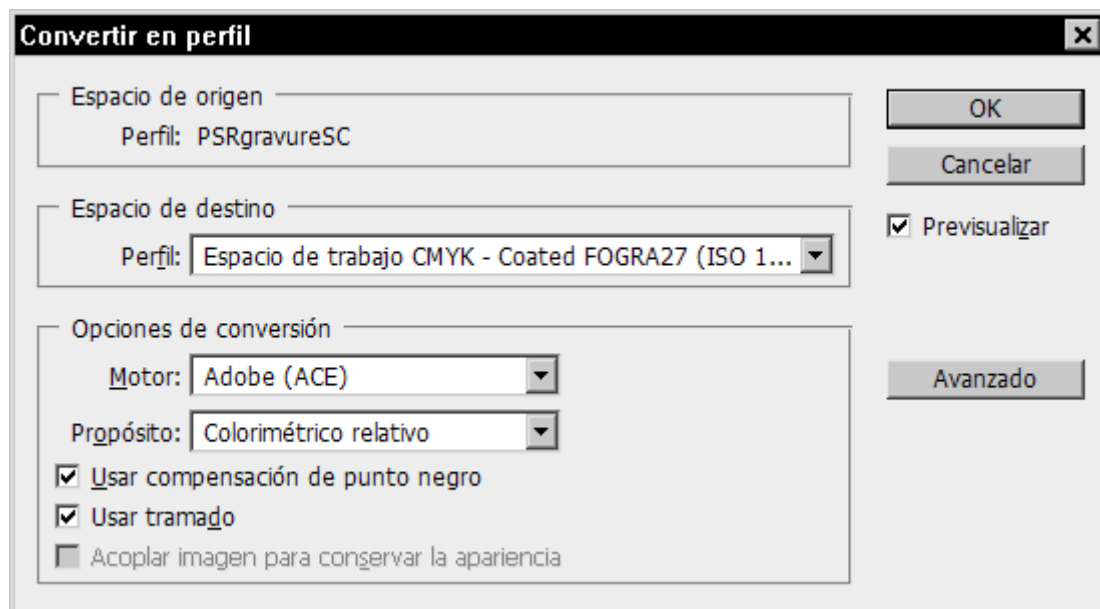 Convertir en perfil
Espacio de origen
Perfil: PSRgravureSC
OK
Cancelar
Espacio de destino
Previsualizar
Perfil: Espacio de trabajo CMYK - Coated FOGRA27 (ISO 1...
Opciones de conversión
Motor: Adobe (ACE)
Avanzado
Propósito: Colorimétrico relativo
Usar compensación de punto negro
Usar tramado
Acoplar imagen para conservar la apariencia